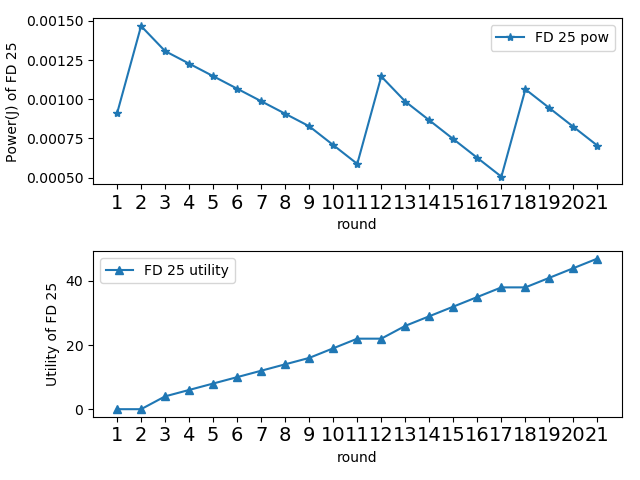 0.00150
0.00125
0.00100
0.00075
0.00050
Power(J) of FD 25
FD 25 pow
1 2 3 4 5 6 7 8 9 10 11 12 13 14 15 16 17 18 19 20 21
round
40
20
0
Utility of FD 25
FD 25 utility
1 2 3 4 5 6 7 8 9 10 11 12 13 14 15 16 17 18 19 20 21
round